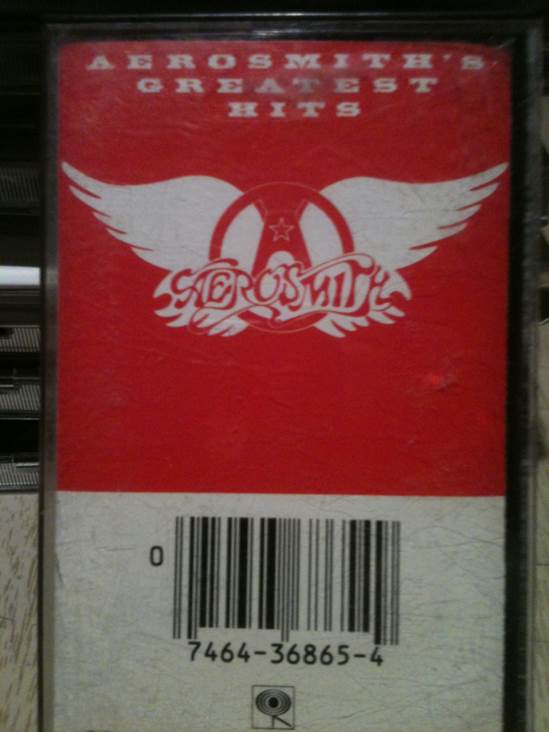 AEROSMITH'S
GREATEST
HITS
AEROSMITH
0
7464-36865-4